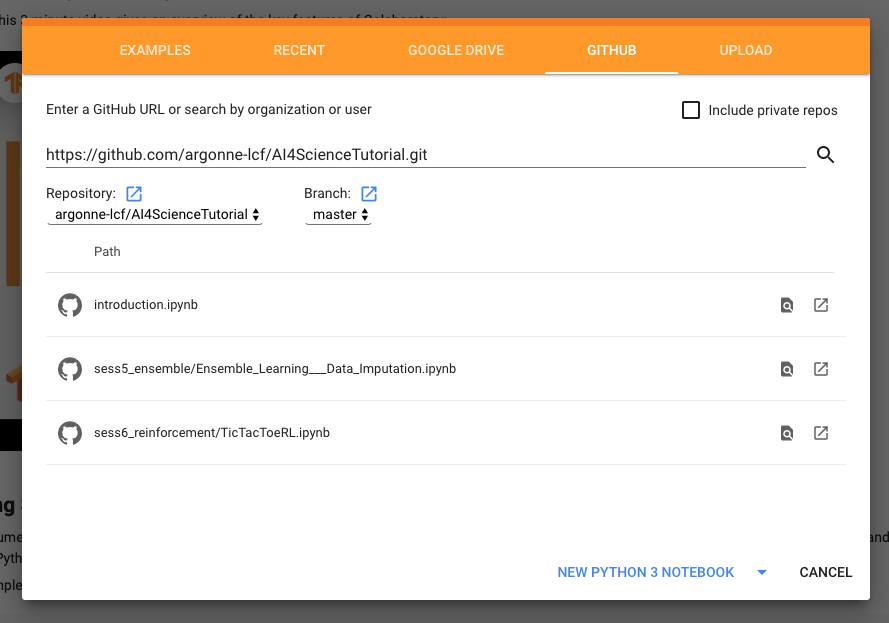 EXAMPLES RECENT GOOGLE DRIVE GITHUB UPLOAD
Enter a GitHub URL or search by organization or user
Include private repos
https://github.com/argonne-lcf/AI4ScienceTutorial.git
Repository: Branch:
argonne-lcf/AI4ScienceTutorial master
Path
introduction.ipynb
sess5_ensemble/Ensemble_Learning___Data_Imputation.ipynb
sess6_reinforcement/TicTacToeRL.ipynb
and
NEW PYTHON 3 NOTEBOOK CANCEL